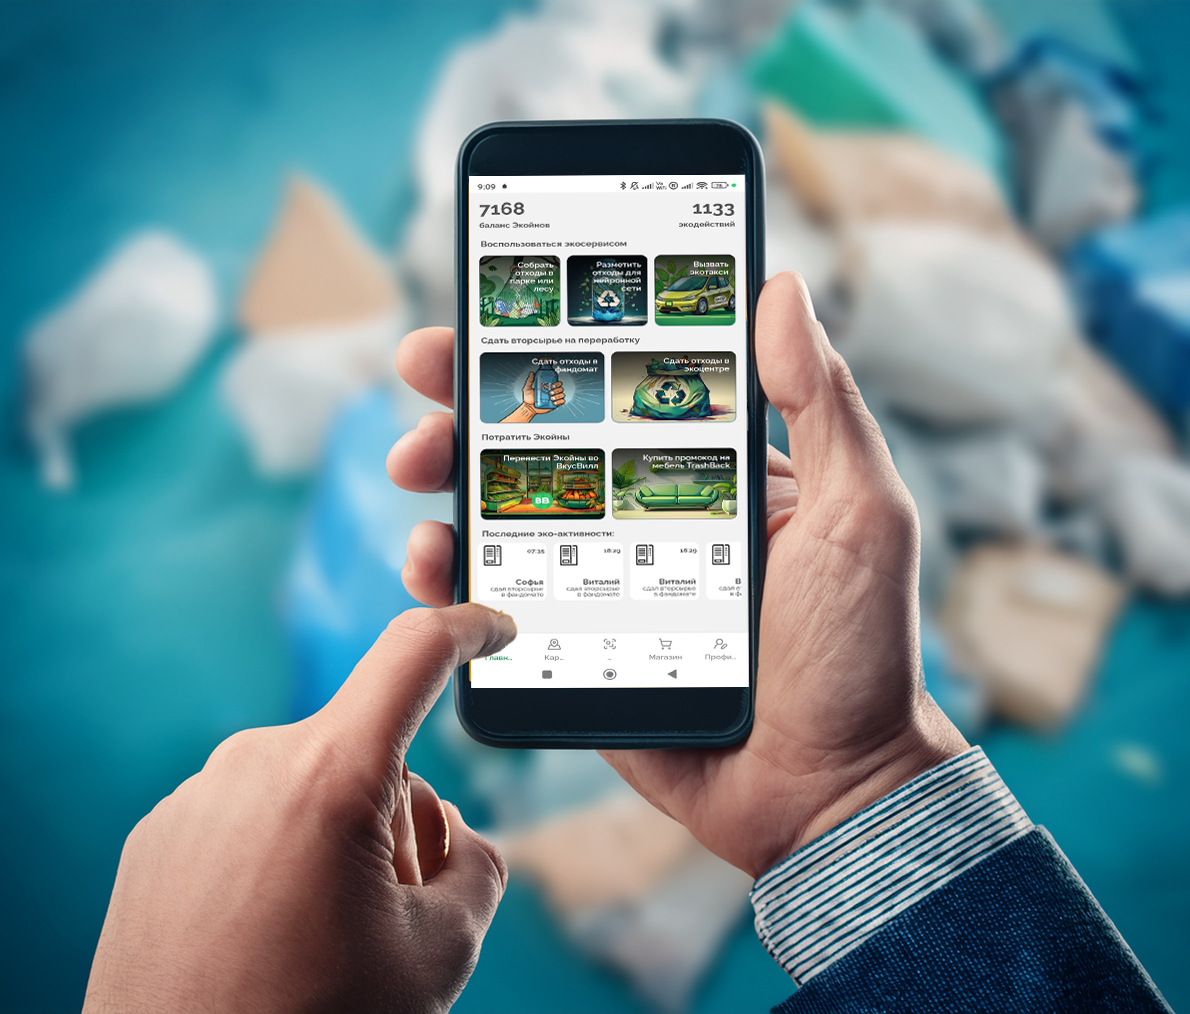 9:09
7168
1133
баланс Экойнов
экодействий
Воспользоваться экосервисом
Собрать
отходы в
парке или
лесу
Разметить
отходы для
нейронной
сети
Вызвать
экотакси
Сдать вторсырье на переработку
Сдать отходы в
фандомат
Сдать отходы в
экоцентре
Потратить Экойны
Перевести Экойны во
ВкусВилл
ВВ
Купить промокод на
мебель TrashBack
Последние эко-активности:
07:35
Софья
сдал вторсырье
в фандомате
18:29
Виталий
сдал вторсырье
в фандомате
18:29
Виталий
сдал вторсырье
в фандомате
В
Главн..
Кар...
Магазин
Профи...